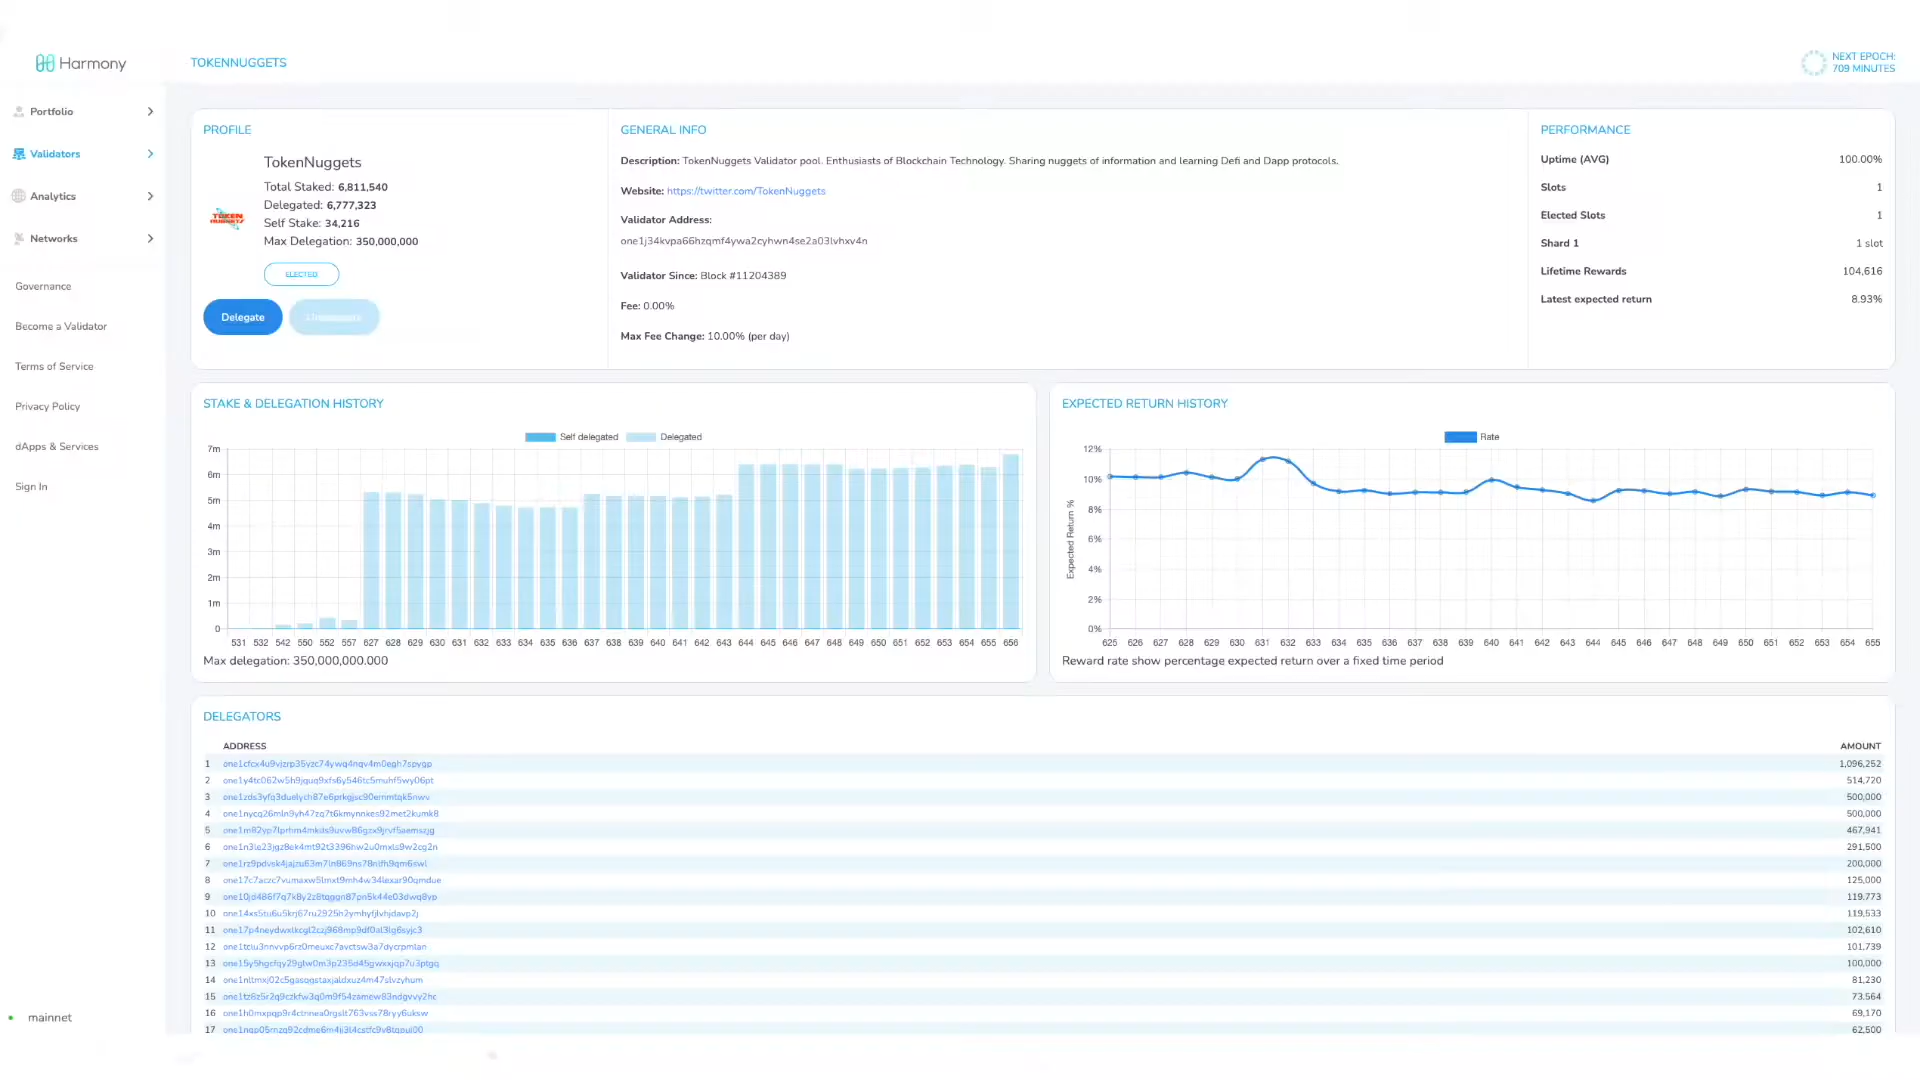 Harmony
TOKENNUGGETS
NEXT EPOCH:
709 MINUTES
Portfolio
Validators
Analytics
Networks
Governance
Become a Validator
Terms of Service
Privacy Policy
dApps & Services
Sign In
mainnet
PROFILE
TOKEN
NUGGETS
TokenNuggets
Total Staked: 6,811,540
Delegated: 6,777,323
Self Stake: 34,216
Max Delegation: 350,000,000
ELECTED
Delegate
GENERAL INFO
Description: TokenNuggets Validator pool. Enthusiasts of Blockchain Technology. Sharing nuggets of information and learning Defi and Dapp protocols.
Website: https://twitter.com/TokenNuggets
Validator Address:
one1j34kvpa66hzqmf4ywa2cyhwn4se2a03lvhxv4n
Validator Since: Block #11204389
Fee: 0.00%
Max Fee Change: 10.00% (per day)
PERFORMANCE
Uptime (AVG) 100.00%
Slots 1
Elected Slots 1
Shard 1 1 slot
Lifetime Rewards 104,616
Latest expected return 8.93%
STAKE & DELEGATION HISTORY
Self delegated Delegated
7m
6m
5m
4m
3m
2m
1m
0
531 532 542 550 552 557 627 628 629 630 631 632 633 634 635 636 637 638 639 640 641 642 643 644 645 646 647 648 649 650 651 652 653 654 655 656
Max delegation: 350,000,000.000
EXPECTED RETURN HISTORY
Rate
Expected Return %
12%
10%
8%
6%
4%
2%
0%
625 626 627 628 629 630 631 632 633 634 635 636 637 638 639 640 641 642 643 644 645 646 647 648 649 650 651 652 653 654 655
Reward rate show percentage expected return over a fixed time period
DELEGATORS
ADDRESS AMOUNT
1 1,096,252
2 514,720
3 500,000
4 500,000
5 467,941
6 291,500
7 200,000
8 125,000
9 119,773
10 119,533
11 102,610
12 101,739
13 100,000
14 81,230
15 73,564
16 69,170
17 62,500